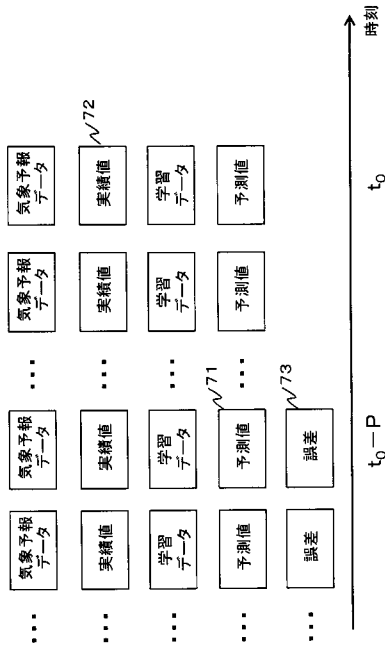 … 気象予報データ 気象予報データ … 気象予報データ 気象予報データ
… 実績値 実績値 … 実績値 実績値 72
… 学習データ 学習データ … 学習データ 学習データ
… 予測値 予測値 71 … 予測値 予測値
… 誤差 誤差 73
t₀−P t₀ 時刻